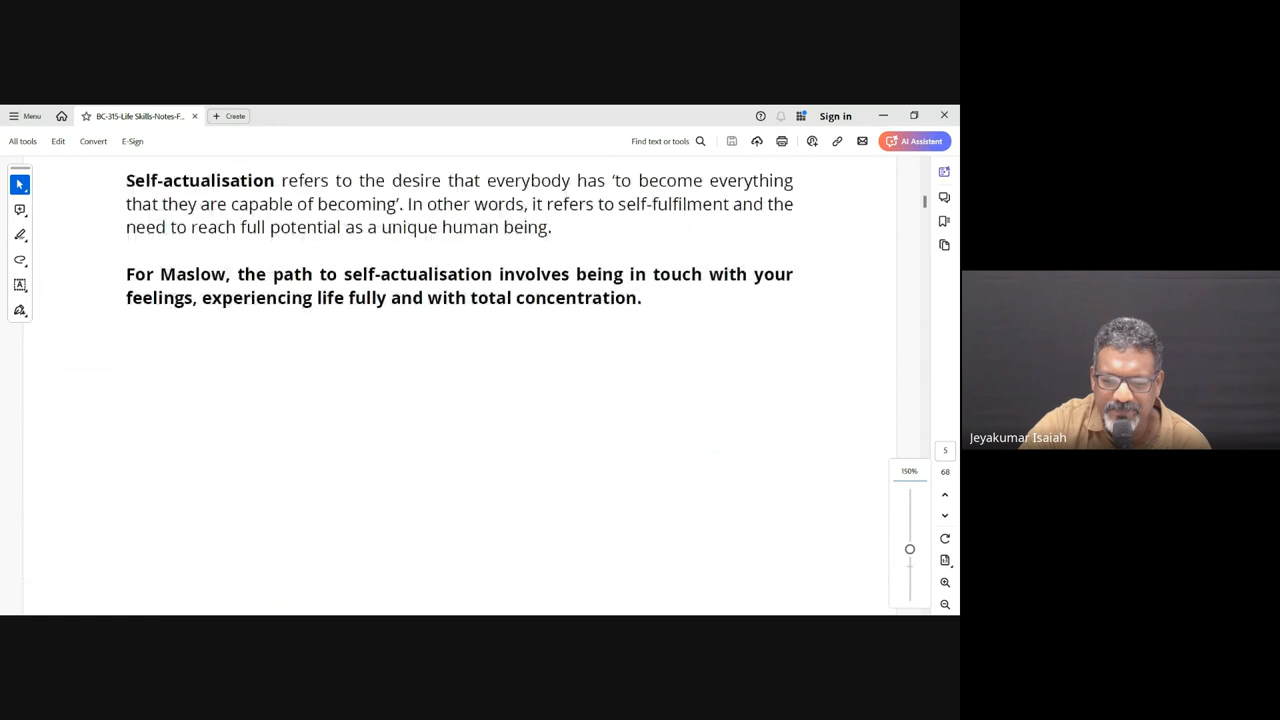 Menu
BC-315-Life Skills-Notes-F...
Create
Sign in
All tools
Edit
Convert
E-Sign
Find text or tools
AI Assistant
Self-actualisation refers to the desire that everybody has ‘to become everything
that they are capable of becoming’. In other words, it refers to self-fulfilment and the
need to reach full potential as a unique human being.
For Maslow, the path to self-actualisation involves being in touch with your
feelings, experiencing life fully and with total concentration.
Jeyakumar Isaiah
5
150%
68